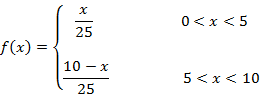 f(x) = { x/25 0 < x < 5
(10 − x)/25 5 < x < 10